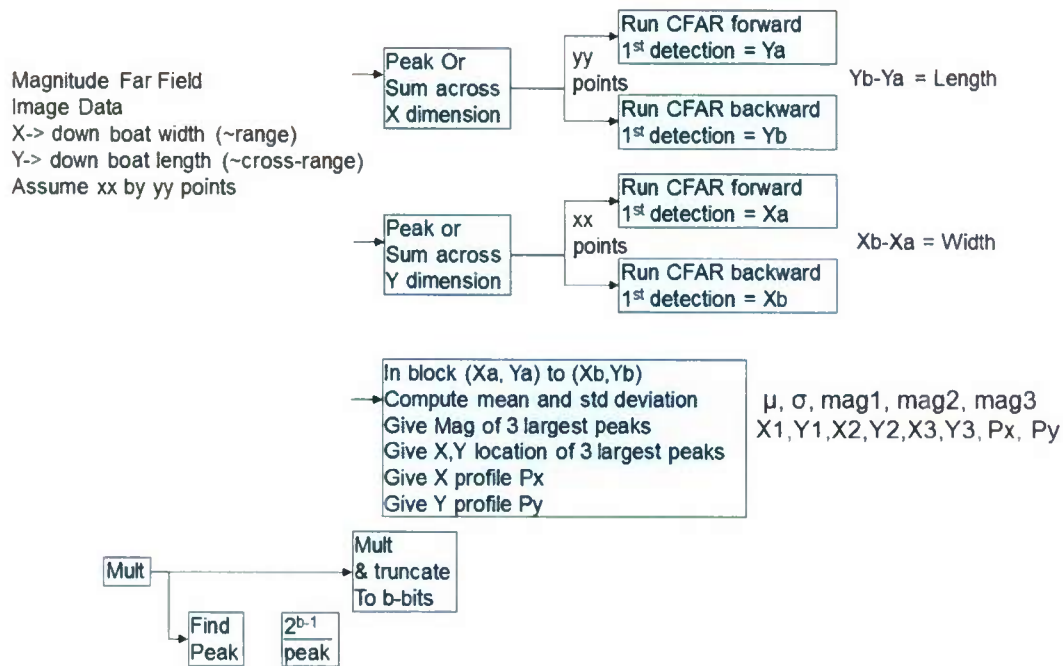 Magnitude Far Field
Image Data
X-> down boat width (~range)
Y-> down boat length (~cross-range)
Assume xx by yy points
Peak Or
Sum across
X dimension
yy
points
Run CFAR forward
1st detection = Ya
Run CFAR backward
1st detection = Yb
Yb-Ya = Length
Peak or
Sum across
Y dimension
xx
points
Run CFAR forward
1st detection = Xa
Run CFAR backward
1st detection = Xb
Xb-Xa = Width
In block (Xa, Ya) to (Xb,Yb)
Compute mean and std deviation
Give Mag of 3 largest peaks
Give X,Y location of 3 largest peaks
Give X profile Px
Give Y profile Py
μ, σ, mag1, mag2, mag3
X1,Y1,X2,Y2,X3,Y3, Px, Py
Mult
Mult
& truncate
To b-bits
Find
Peak
2b-1
peak